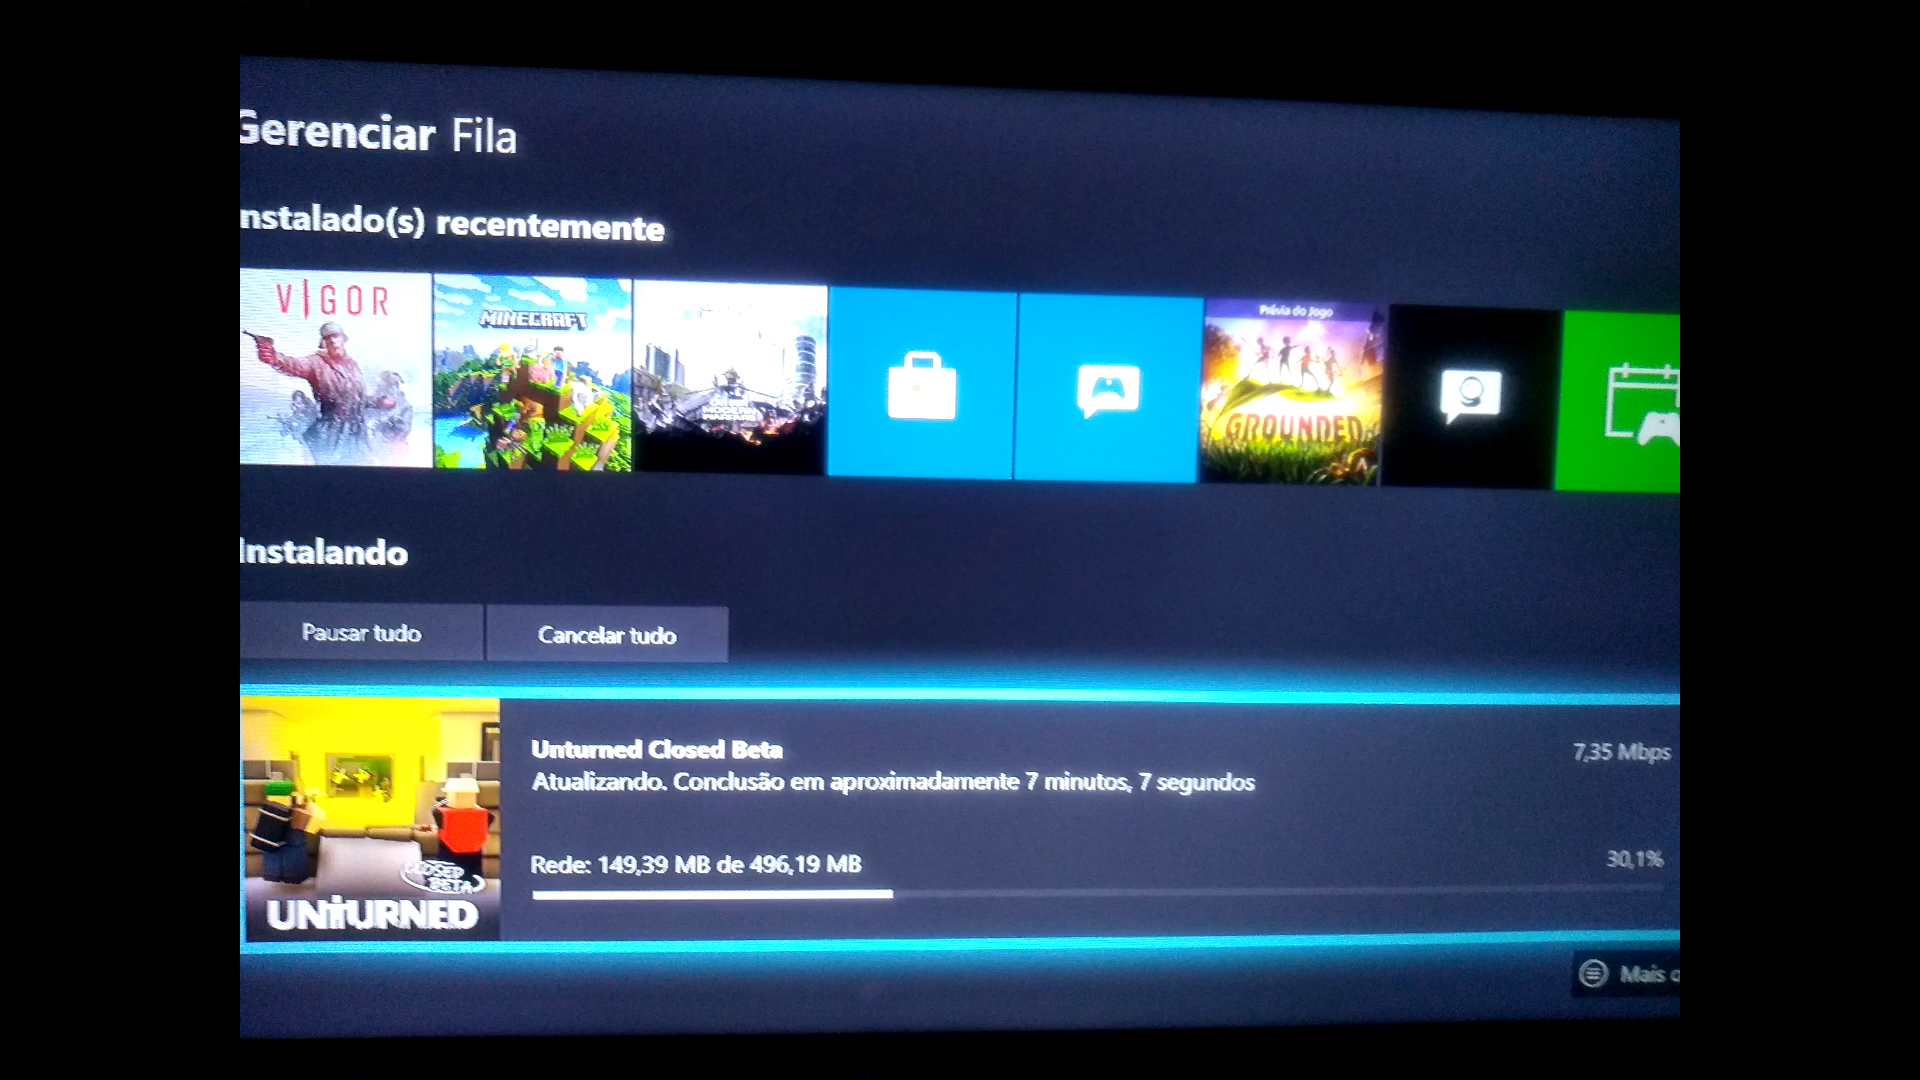 Gerenciar Fila
nstalado(s) recentemente
VIGOR
MINECRAFT
MODERN
WARFARE
Prévia do Jogo
GROUNDED
Instalando
Pausar tudo
Cancelar tudo
Unturned Closed Beta
7,35 Mbps
Atualizando. Conclusão em aproximadamente 7 minutos, 7 segundos
Rede: 149,39 MB de 496,19 MB
30,1%
CLOSED
BETA
UNTURNED
Mais o